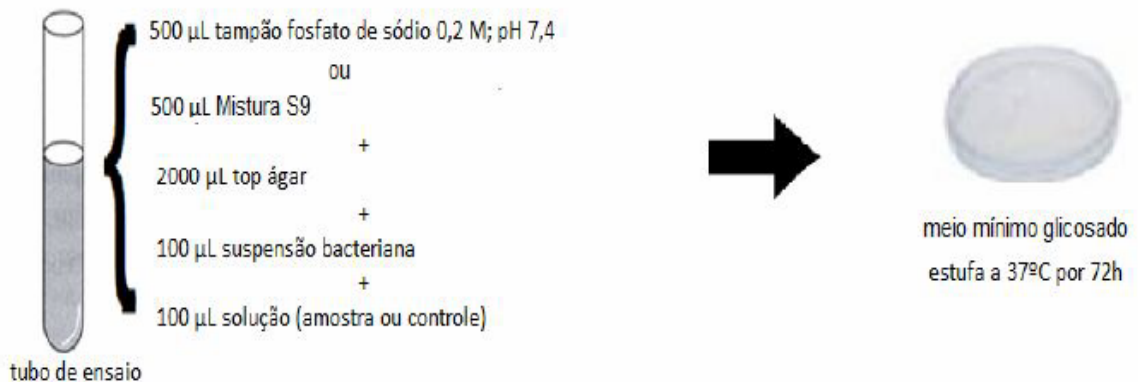 500 µL tampão fosfato de sódio 0,2 M; pH 7,4
ou
500 µL Mistura S9
+
2000 µL top ágar
+
100 µL suspensão bacteriana
+
100 µL solução (amostra ou controle)
tubo de ensaio
meio mínimo glicosado
estufa a 37ºC por 72h